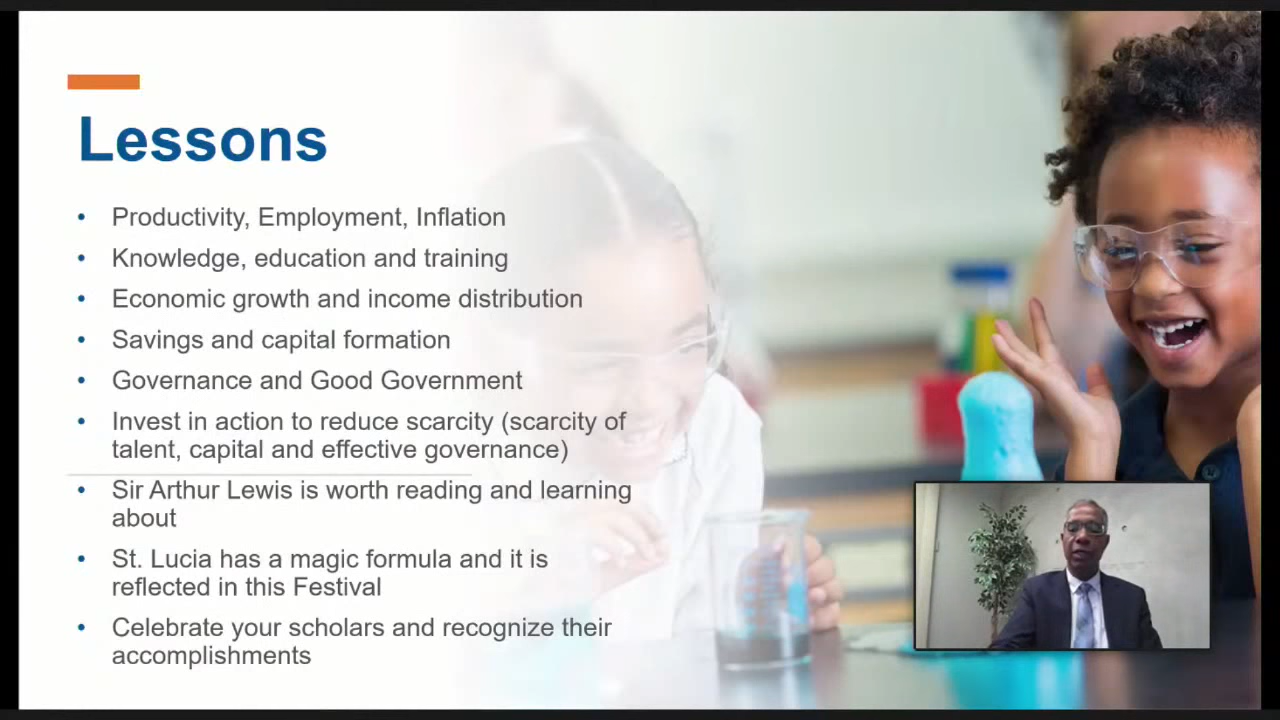 Lessons
• Productivity, Employment, Inflation
• Knowledge, education and training
• Economic growth and income distribution
• Savings and capital formation
• Governance and Good Government
• Invest in action to reduce scarcity (scarcity of
talent, capital and effective governance)
• Sir Arthur Lewis is worth reading and learning
about
• St. Lucia has a magic formula and it is
reflected in this Festival
• Celebrate your scholars and recognize their
accomplishments